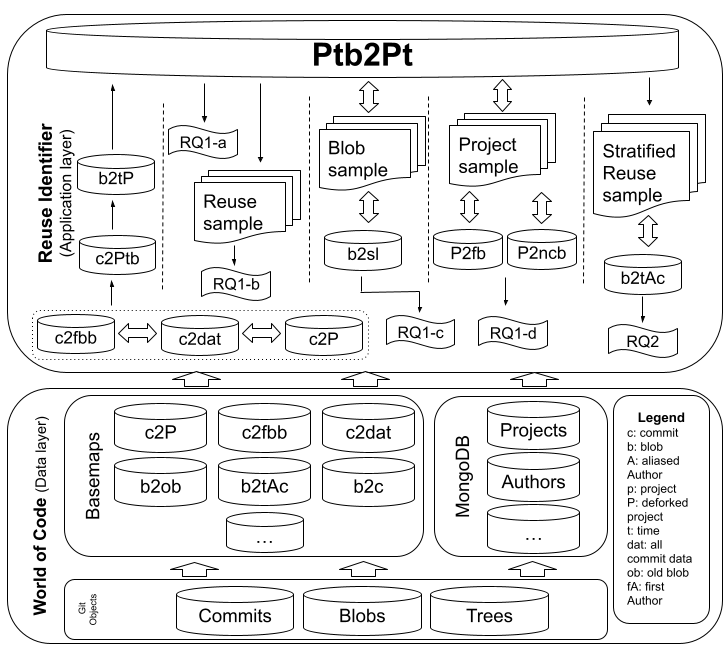 Ptb2Pt
Reuse Identifier
(Application layer)
b2tP
c2Ptb
c2fbb
c2dat
c2P
RQ1-a
Reuse
sample
RQ1-b
Blob
sample
b2sl
RQ1-c
Project
sample
P2fb
P2ncb
RQ1-d
Stratified
Reuse
sample
b2tAc
RQ2
World of Code (Data layer)
Basemaps
c2P
c2fbb
c2dat
b2ob
b2tAc
b2c
...
MongoDB
Projects
Authors
...
Git
Objects
Commits
Blobs
Trees
Legend
c: commit
b: blob
A: aliased
Author
p: project
P: deforked
project
t: time
dat: all
commit data
ob: old blob
fA: first
Author